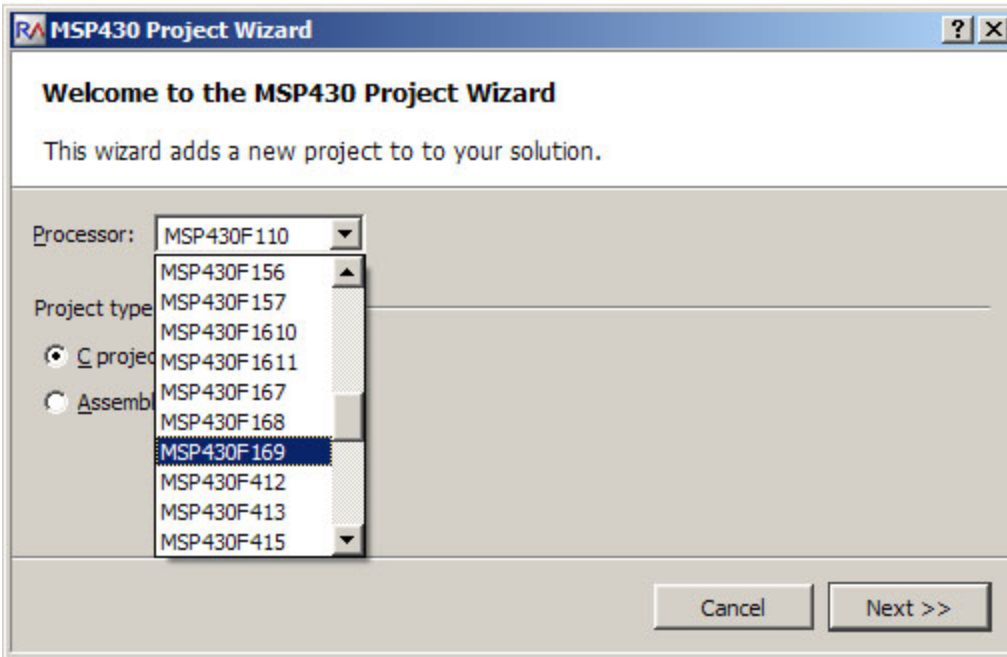 RA MSP430 Project Wizard
Welcome to the MSP430 Project Wizard
This wizard adds a new project to to your solution.
Processor: MSP430F110
MSP430F156
Project type
MSP430F157
MSP430F1610
C projec
MSP430F1611
MSP430F167
Assembl
MSP430F168
MSP430F169
MSP430F412
MSP430F413
MSP430F415
Cancel
Next >>